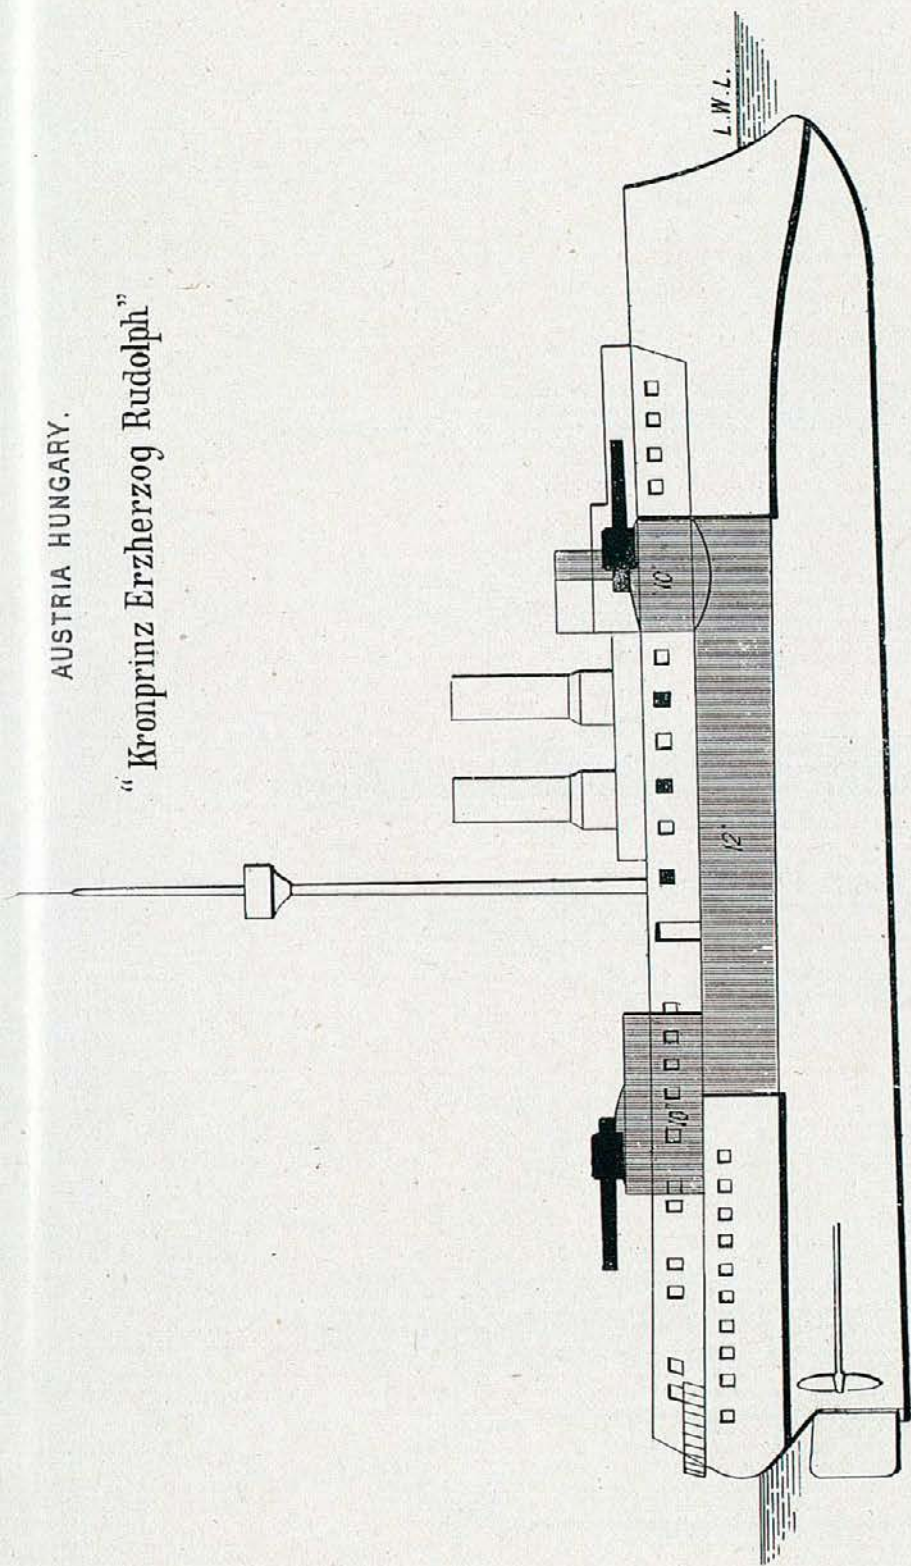 AUSTRIA HUNGARY.
“Kronprinz Erzherzog Rudolph”
L.W.L.
10"
12"
10"